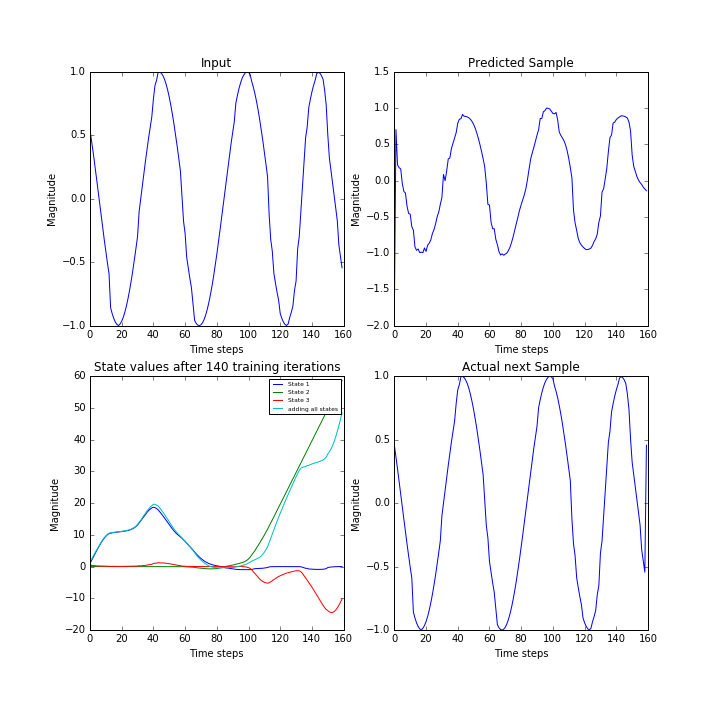 Input
Magnitude
1.0
0.5
0.0
−0.5
−1.0
0 20 40 60 80 100 120 140 160
Time steps
Predicted Sample
Magnitude
1.5
1.0
0.5
0.0
−0.5
−1.0
−1.5
−2.0
0 20 40 60 80 100 120 140 160
Time steps
State values after 140 training iterations
Magnitude
60
50
40
30
20
10
0
−10
−20
0 20 40 60 80 100 120 140 160
Time steps
State 1
State 2
State 3
adding all states
Actual next Sample
Magnitude
1.0
0.5
0.0
−0.5
−1.0
0 20 40 60 80 100 120 140 160
Time steps